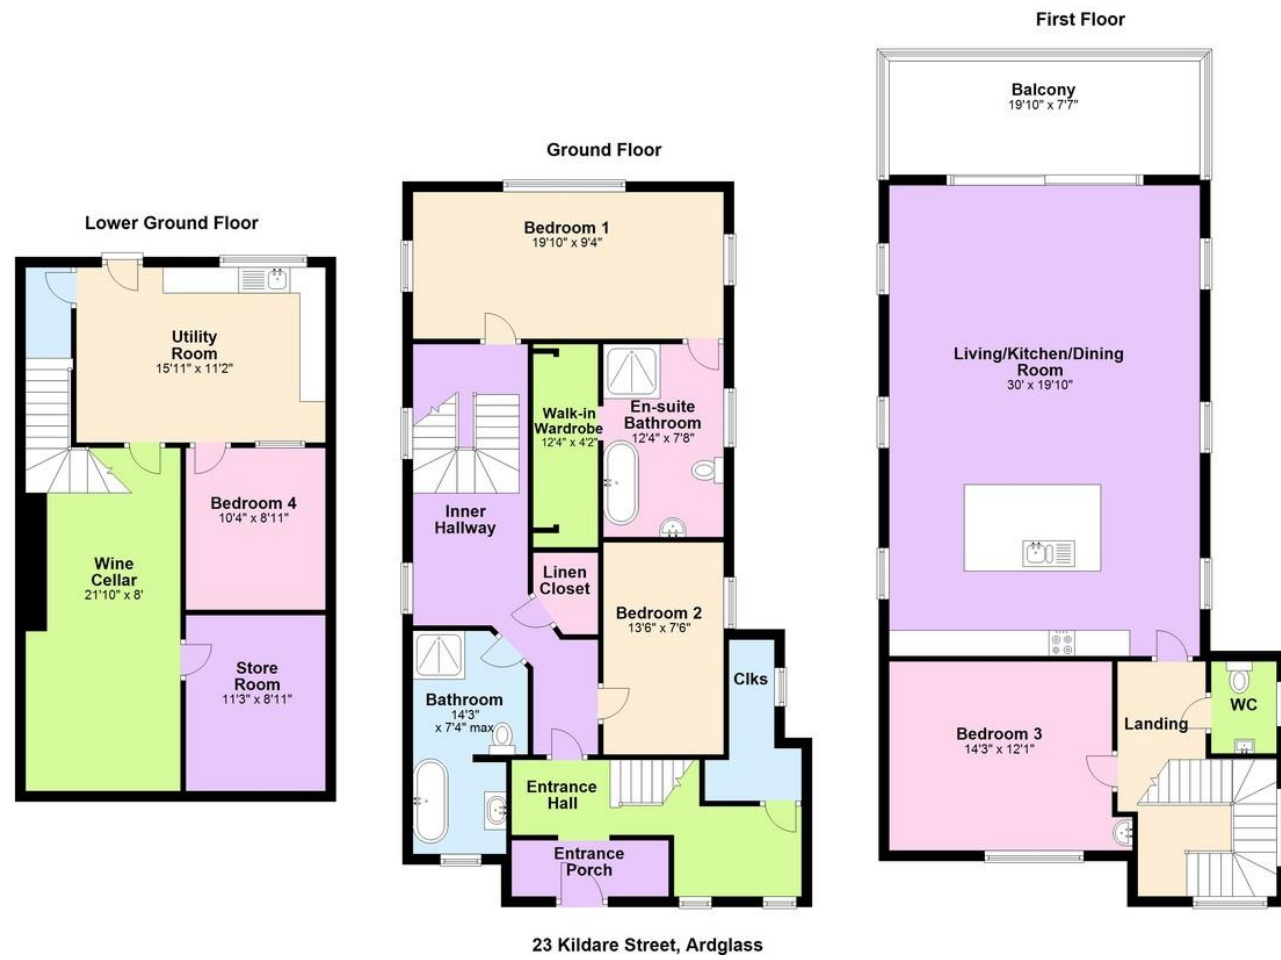 First Floor
Balcony
19'10" x 7'7"
Ground Floor
Lower Ground Floor
Bedroom 1
19'10" x 9'4"
Utility
Room
15'11" x 11'2"
Living/Kitchen/Dining
Room
30' x 19'10"
Walk-in
Wardrobe
12'4" x 4'2"
En-suite
Bathroom
12'4" x 7'8"
Bedroom 4
10'4" x 8'11"
Inner
Hallway
Wine
Cellar
21'10" x 8'
Linen
Closet
Bedroom 2
13'6" x 7'6"
Store
Room
11'3" x 8'11"
Bathroom
14'3"
x 7'4" max
Clks
Bedroom 3
14'3" x 12'1"
Landing
WC
Entrance
Hall
Entrance
Porch
23 Kildare Street, Ardglass